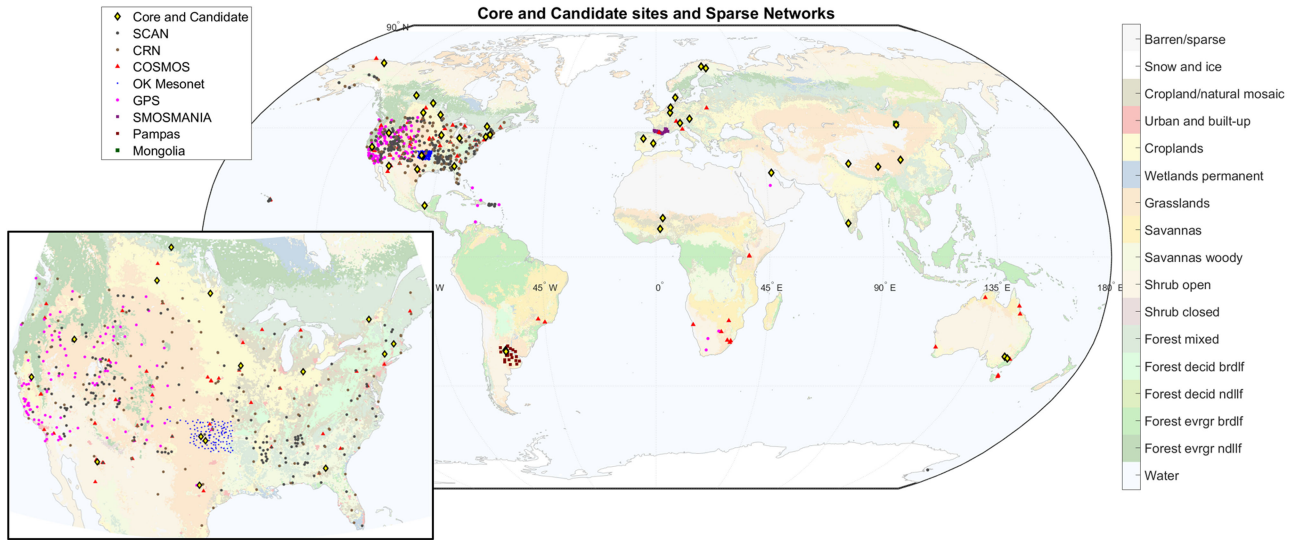 Core and Candidate sites and Sparse Networks
Core and Candidate
SCAN
CRN
COSMOS
OK Mesonet
GPS
SMOSMANIA
Pampas
Mongolia
90° N
W
45° W
0°
45° E
90° E
135° E
180° E
Barren/sparse
Snow and ice
Cropland/natural mosaic
Urban and built-up
Croplands
Wetlands permanent
Grasslands
Savannas
Savannas woody
Shrub open
Shrub closed
Forest mixed
Forest decid brdlf
Forest decid ndllf
Forest evrgr brdlf
Forest evrgr ndllf
Water